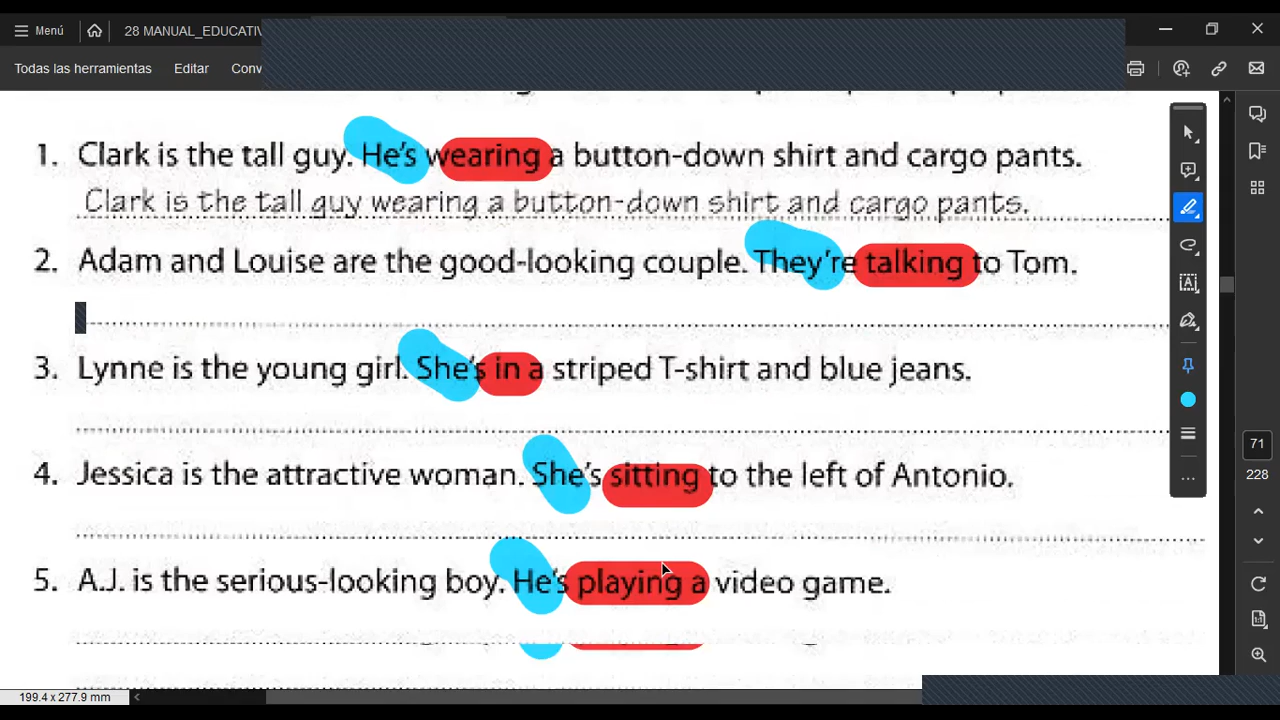 Menú 28 MANUAL_EDUCATIV
Todas las herramientas Editar Conv
1. Clark is the tall guy. He's wearing a button-down shirt and cargo pants.
Clark is the tall guy wearing a button-down shirt and cargo pants.
2. Adam and Louise are the good-looking couple. They're talking to Tom.
3. Lynne is the young girl. She's in a striped T-shirt and blue jeans.
71
4. Jessica is the attractive woman. She's sitting to the left of Antonio.
228
5. A.J. is the serious-looking boy. He's playing a video game.
199.4 x 277.9 mm